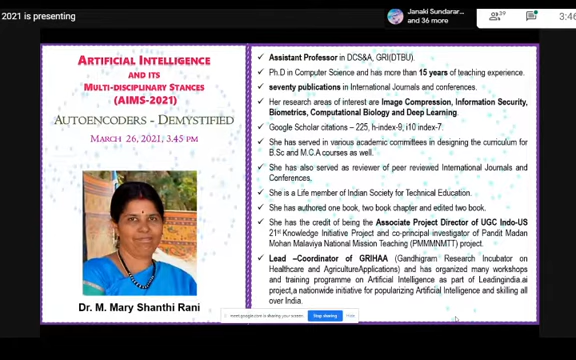 2021 is presenting
Janaki Sundarar...
and 36 more
39
3:46
ARTIFICIAL INTELLIGENCE
AND ITS
MULTI-DISCIPLINARY STANCES
(AIMS-2021)
AUTOENCODERS - DEMYSTIFIED
MARCH 26, 2021, 3.45 PM
Dr. M. Mary Shanthi Rani
✓ Assistant Professor in DCS&A, GRI(DTBU).
✓ Ph.D in Computer Science and has more than 15 years of teaching experience.
✓ seventy publications in International Journals and conferences.
✓ Her research areas of interest are Image Compression, Information Security,
Biometrics, Computational Biology and Deep Learning.
✓ Google Scholar citations – 225, h-index-9, i10 index-7.
✓ She has served in various academic committees in designing the curriculum for
B.Sc and M.C.A courses as well.
✓ She has also served as reviewer of peer reviewed International Journals and
Conferences.
✓ She is a Life member of Indian Society for Technical Education.
✓ She has authored one book, two book chapter and edited two book.
✓ She has the credit of being the Associate Project Director of UGC Indo-US
21st Knowledge Initiative Project and co-principal investigator of Pandit Madan
Mohan Malaviya National Mission Teaching (PMMMNMTT) project.
✓ Lead –Coordinator of GRIHAA (Gandhigram Research Incubator on
Healthcare and AgricultureApplications) and has organized many workshops
and training programme on Artificial Intelligence as part of Leadingindia.ai
project,a nationwide initiative for popularizing Artificial Intelligence and skilling all
over India.
meet.google.com is sharing your screen.
Stop sharing
Hide